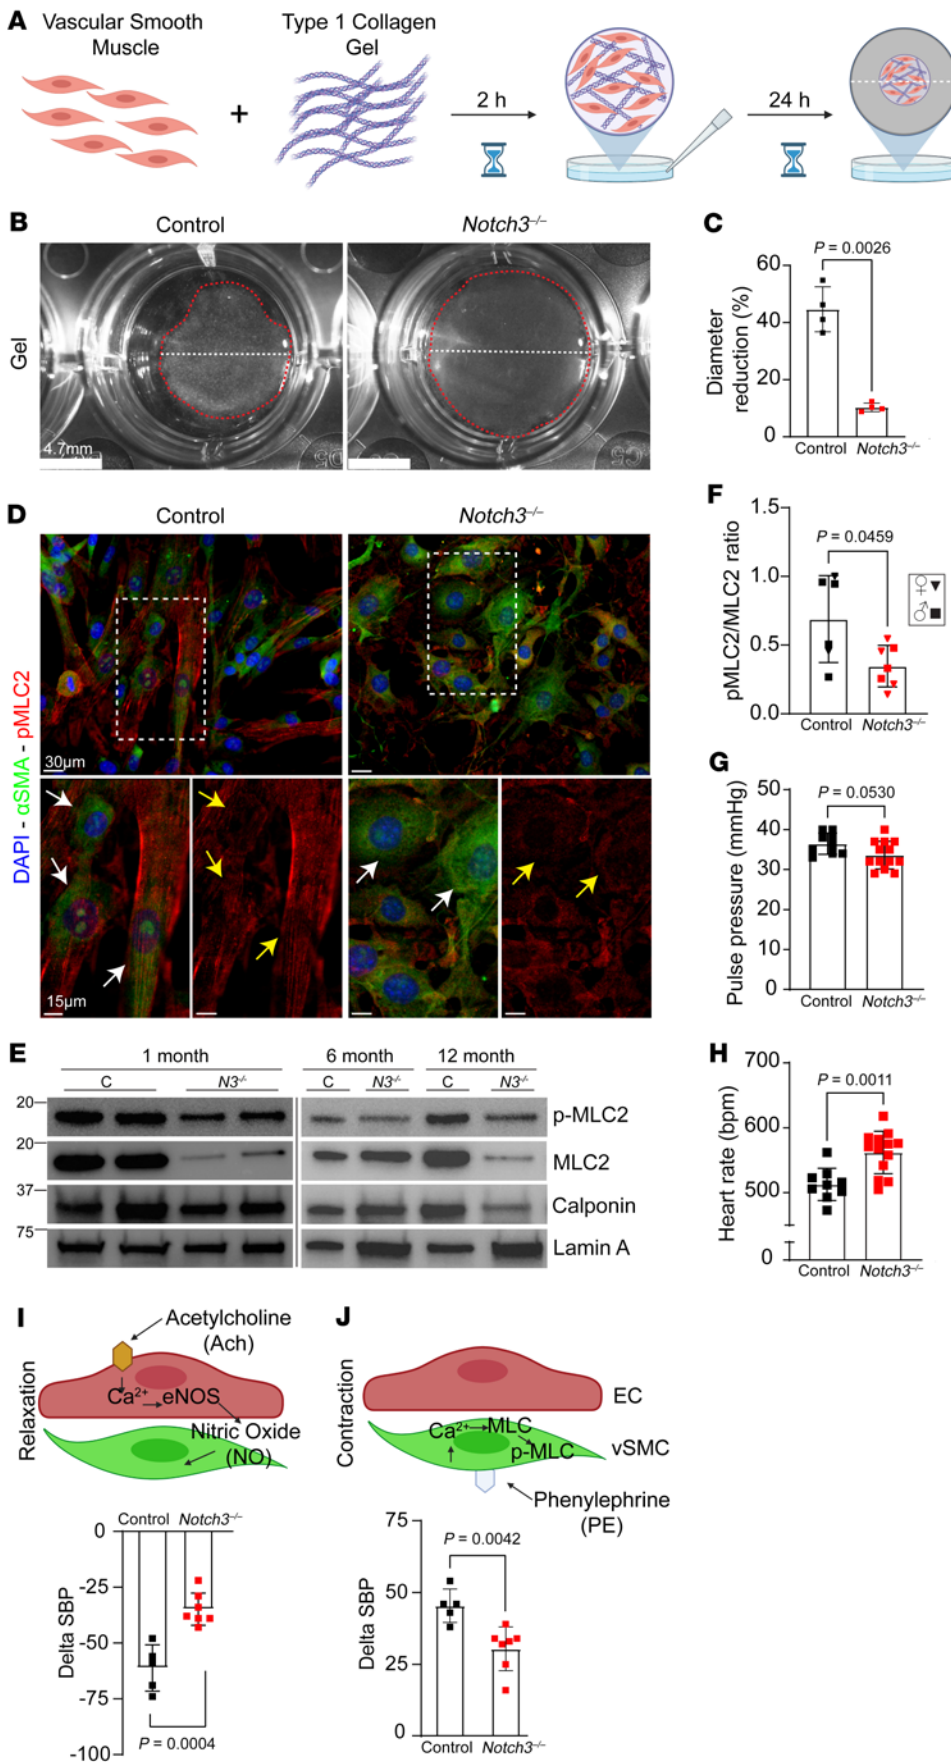 A
Vascular Smooth
Muscle
Type 1 Collagen
Gel
+
2 h
24 h
B
Control
Notch3–/–
Gel
4.7mm
C
P = 0.0026
Diameter
reduction (%)
60
40
20
0
Control
Notch3–/–
D
Control
Notch3–/–
DAPI - αSMA - pMLC2
30µm
15µm
E
1 month
6 month
12 month
C
N3-/-
C
N3-/-
C
N3-/-
20
p-MLC2
20
MLC2
37
Calponin
75
Lamin A
F
pMLC2/MLC2 ratio
1.5
1.0
0.5
0.0
P = 0.0459
♀▼
♂■
Control
Notch3–/–
G
Pulse pressure (mmHg)
50
40
30
20
10
0
P = 0.0530
Control
Notch3–/–
H
Heart rate (bpm)
700
600
500
0
P = 0.0011
Control
Notch3–/–
I
Relaxation
Acetylcholine
(Ach)
Ca2+
eNOS
Nitric Oxide
(NO)
Control
Notch3–/–
Delta SBP
0
-25
-50
-75
-100
P = 0.0004
J
Contraction
EC
Ca2+
MLC
p-MLC
vSMC
Phenylephrine
(PE)
Delta SBP
75
50
25
0
P = 0.0042
Control
Notch3–/–